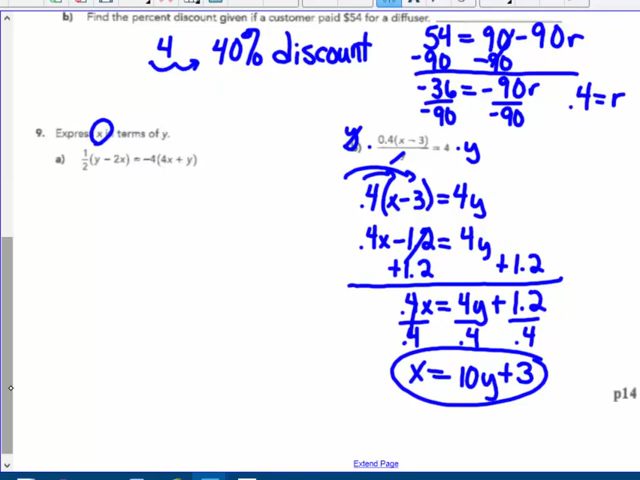 b) Find the percent discount given if a customer paid $54 for a diffuser.
.4 40% discount
54 = 90 - 90r
-90 -90
-36 = -90r
-90 -90
.4 = r
9. Express x in terms of y.
a) 1/2(y - 2x) = -4(4x + y)
y · 0.4(x - 3)/y = 4 · y
.4(x - 3) = 4y
.4x - 1.2 = 4y
+1.2 +1.2
.4x = 4y + 1.2
.4 .4 .4
x = 10y + 3
p14
Extend Page